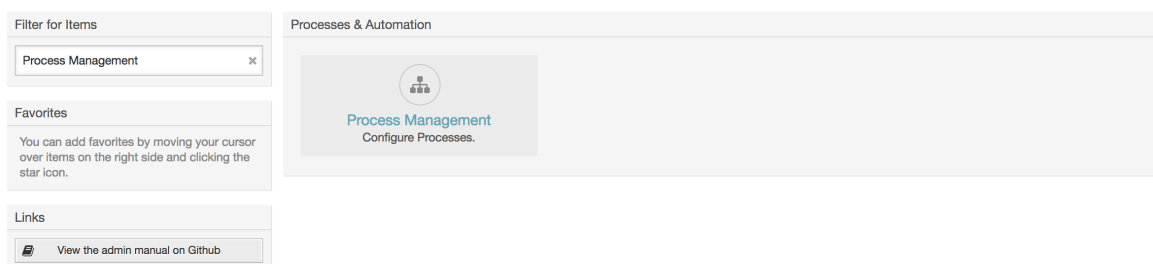 Filter for Items
Process Management
Favorites
You can add favorites by moving your cursor
over items on the right side and clicking the
star icon.
Links
View the admin manual on Github
Processes & Automation
Process Management
Configure Processes.